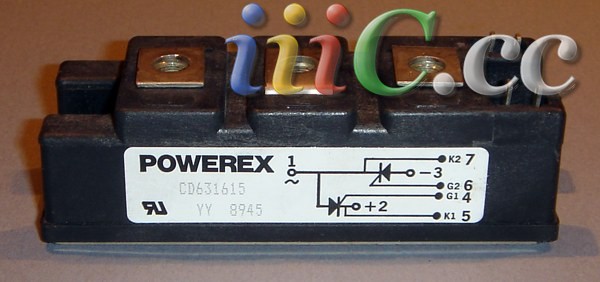 iiiC.cc
POWEREX
CD631615
YY 8945
1
~
K2 7
-3
G2 6
G1 4
+2
K1 5